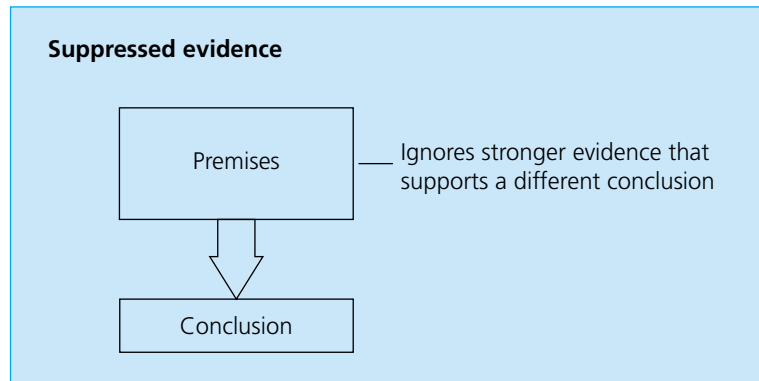 Suppressed evidence
Premises
Ignores stronger evidence that
supports a different conclusion
Conclusion